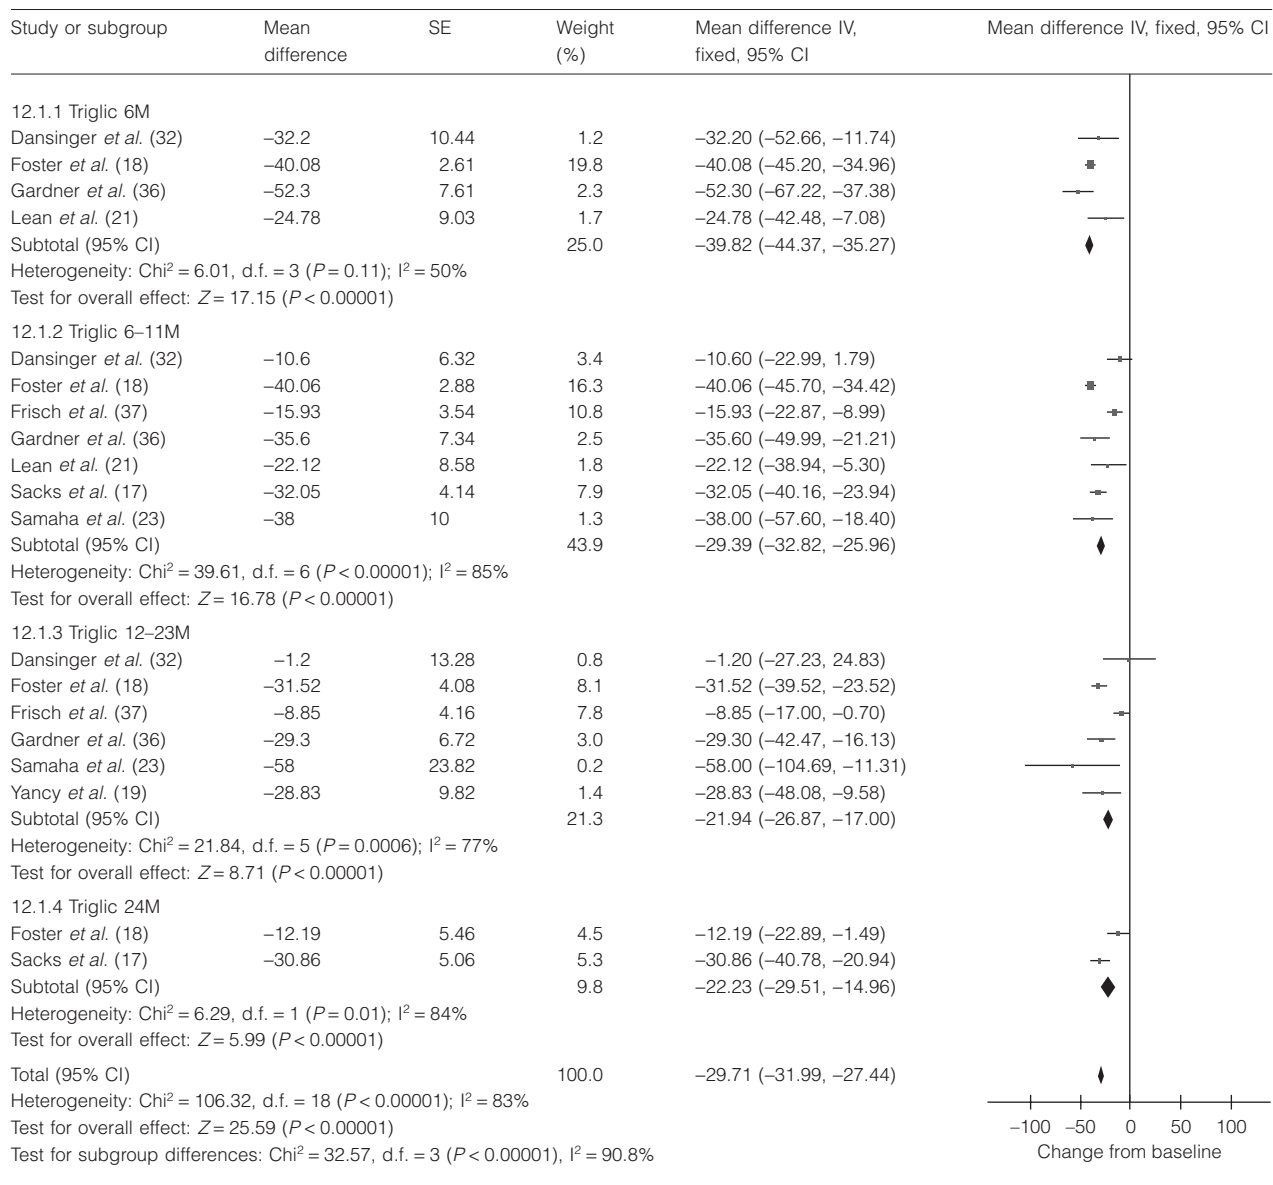 Study or subgroup Mean difference SE Weight (%) Mean difference IV, fixed, 95% CI Mean difference IV, fixed, 95% CI
12.1.1 Triglic 6M
Dansinger et al. (32) –32.2 10.44 1.2 –32.20 (–52.66, –11.74)
Foster et al. (18) –40.08 2.61 19.8 –40.08 (–45.20, –34.96)
Gardner et al. (36) –52.3 7.61 2.3 –52.30 (–67.22, –37.38)
Lean et al. (21) –24.78 9.03 1.7 –24.78 (–42.48, –7.08)
Subtotal (95% CI) 25.0 –39.82 (–44.37, –35.27)
Heterogeneity: Chi² = 6.01, d.f. = 3 (P = 0.11); I² = 50%
Test for overall effect: Z = 17.15 (P < 0.00001)
12.1.2 Triglic 6–11M
Dansinger et al. (32) –10.6 6.32 3.4 –10.60 (–22.99, 1.79)
Foster et al. (18) –40.06 2.88 16.3 –40.06 (–45.70, –34.42)
Frisch et al. (37) –15.93 3.54 10.8 –15.93 (–22.87, –8.99)
Gardner et al. (36) –35.6 7.34 2.5 –35.60 (–49.99, –21.21)
Lean et al. (21) –22.12 8.58 1.8 –22.12 (–38.94, –5.30)
Sacks et al. (17) –32.05 4.14 7.9 –32.05 (–40.16, –23.94)
Samaha et al. (23) –38 10 1.3 –38.00 (–57.60, –18.40)
Subtotal (95% CI) 43.9 –29.39 (–32.82, –25.96)
Heterogeneity: Chi² = 39.61, d.f. = 6 (P < 0.00001); I² = 85%
Test for overall effect: Z = 16.78 (P < 0.00001)
12.1.3 Triglic 12–23M
Dansinger et al. (32) –1.2 13.28 0.8 –1.20 (–27.23, 24.83)
Foster et al. (18) –31.52 4.08 8.1 –31.52 (–39.52, –23.52)
Frisch et al. (37) –8.85 4.16 7.8 –8.85 (–17.00, –0.70)
Gardner et al. (36) –29.3 6.72 3.0 –29.30 (–42.47, –16.13)
Samaha et al. (23) –58 23.82 0.2 –58.00 (–104.69, –11.31)
Yancy et al. (19) –28.83 9.82 1.4 –28.83 (–48.08, –9.58)
Subtotal (95% CI) 21.3 –21.94 (–26.87, –17.00)
Heterogeneity: Chi² = 21.84, d.f. = 5 (P = 0.0006); I² = 77%
Test for overall effect: Z = 8.71 (P < 0.00001)
12.1.4 Triglic 24M
Foster et al. (18) –12.19 5.46 4.5 –12.19 (–22.89, –1.49)
Sacks et al. (17) –30.86 5.06 5.3 –30.86 (–40.78, –20.94)
Subtotal (95% CI) 9.8 –22.23 (–29.51, –14.96)
Heterogeneity: Chi² = 6.29, d.f. = 1 (P = 0.01); I² = 84%
Test for overall effect: Z = 5.99 (P < 0.00001)
Total (95% CI) 100.0 –29.71 (–31.99, –27.44)
Heterogeneity: Chi² = 106.32, d.f. = 18 (P < 0.00001); I² = 83%
Test for overall effect: Z = 25.59 (P < 0.00001)
Test for subgroup differences: Chi² = 32.57, d.f. = 3 (P < 0.00001), I² = 90.8%
–100 –50 0 50 100
Change from baseline